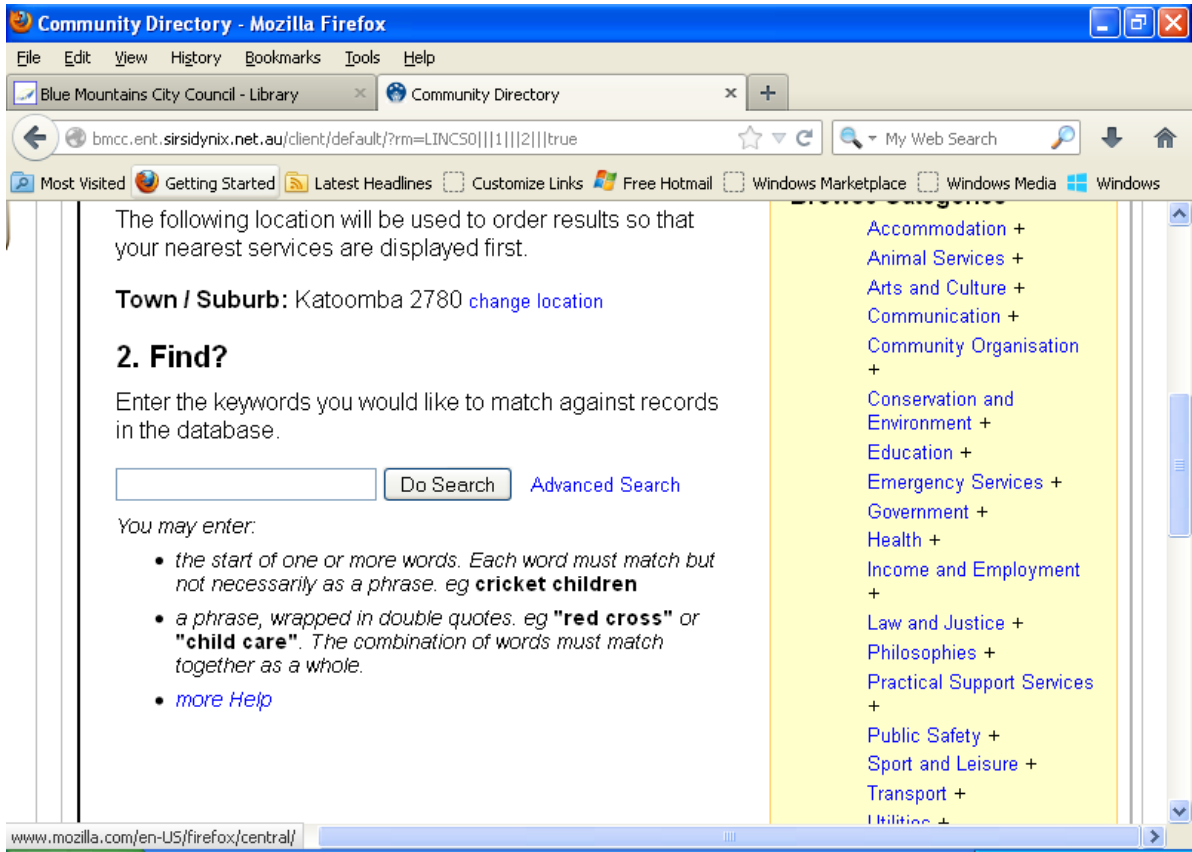 Community Directory - Mozilla Firefox
File Edit View History Bookmarks Tools Help
Blue Mountains City Council - Library × Community Directory × +
bmcc.ent.sirsidynix.net.au/client/default/?rm=LINCS0|||1|||2|||true My Web Search
Most Visited Getting Started Latest Headlines Customize Links Free Hotmail Windows Marketplace Windows Media Windows
The following location will be used to order results so that
your nearest services are displayed first.
Town / Suburb: Katoomba 2780 change location
2. Find?
Enter the keywords you would like to match against records
in the database.
Do Search Advanced Search
You may enter:
• the start of one or more words. Each word must match but
not necessarily as a phrase. eg cricket children
• a phrase, wrapped in double quotes. eg "red cross" or
"child care". The combination of words must match
together as a whole.
• more Help
Browse Categories
Accommodation +
Animal Services +
Arts and Culture +
Communication +
Community Organisation
+
Conservation and
Environment +
Education +
Emergency Services +
Government +
Health +
Income and Employment
+
Law and Justice +
Philosophies +
Practical Support Services
+
Public Safety +
Sport and Leisure +
Transport +
Utilities +
www.mozilla.com/en-US/firefox/central/